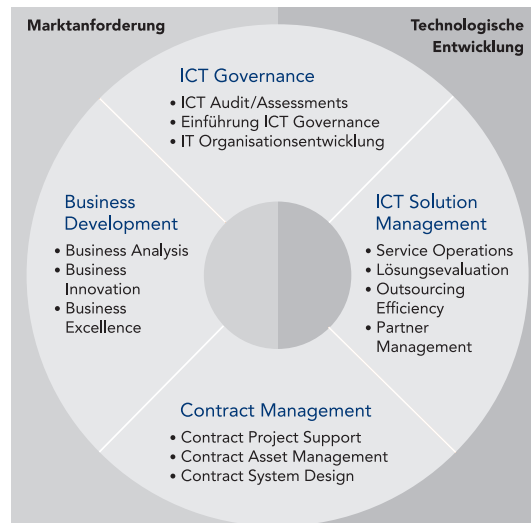 Marktanforderung
Technologische
Entwicklung
ICT Governance
• ICT Audit/Assessments
• Einführung ICT Governance
• IT Organisationsentwicklung
Business
Development
• Business Analysis
• Business
Innovation
• Business
Excellence
ICT Solution
Management
• Service Operations
• Lösungsevaluation
• Outsourcing
Efficiency
• Partner
Management
Contract Management
• Contract Project Support
• Contract Asset Management
• Contract System Design